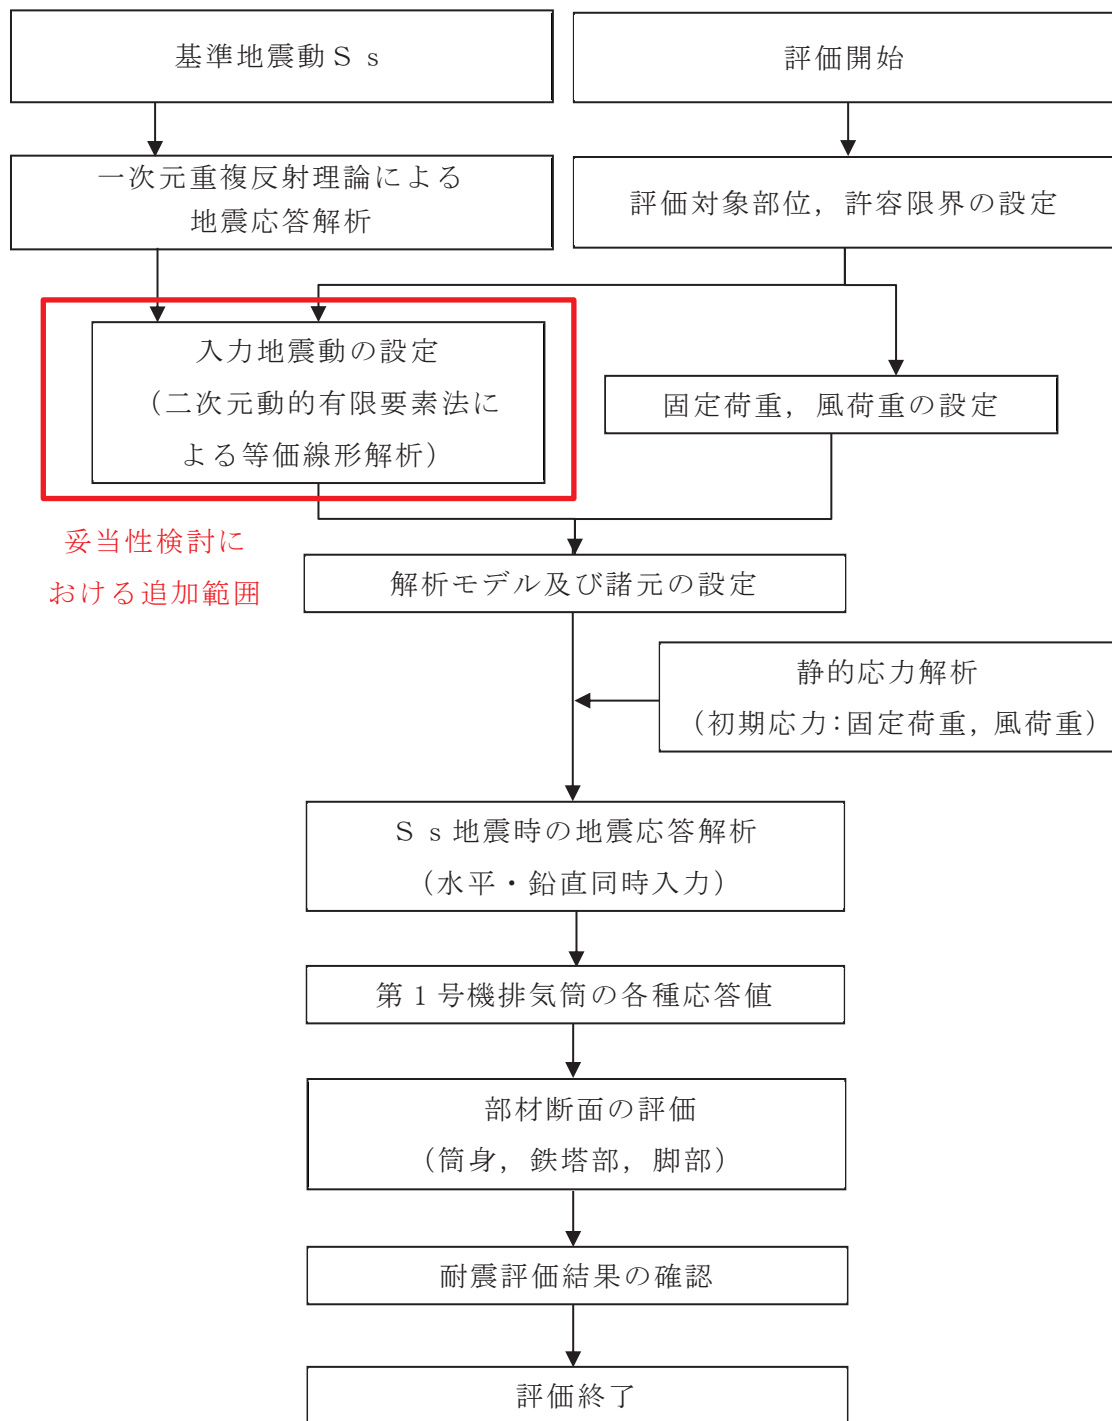 基準地震動Ｓｓ
評価開始
一次元重複反射理論による
地震応答解析
評価対象部位，許容限界の設定
入力地震動の設定
（二次元動的有限要素法に
よる等価線形解析）
固定荷重，風荷重の設定
妥当性検討に
おける追加範囲
解析モデル及び諸元の設定
静的応力解析
（初期応力：固定荷重，風荷重）
Ｓｓ地震時の地震応答解析
（水平・鉛直同時入力）
第１号機排気筒の各種応答値
部材断面の評価
（筒身，鉄塔部，脚部）
耐震評価結果の確認
評価終了